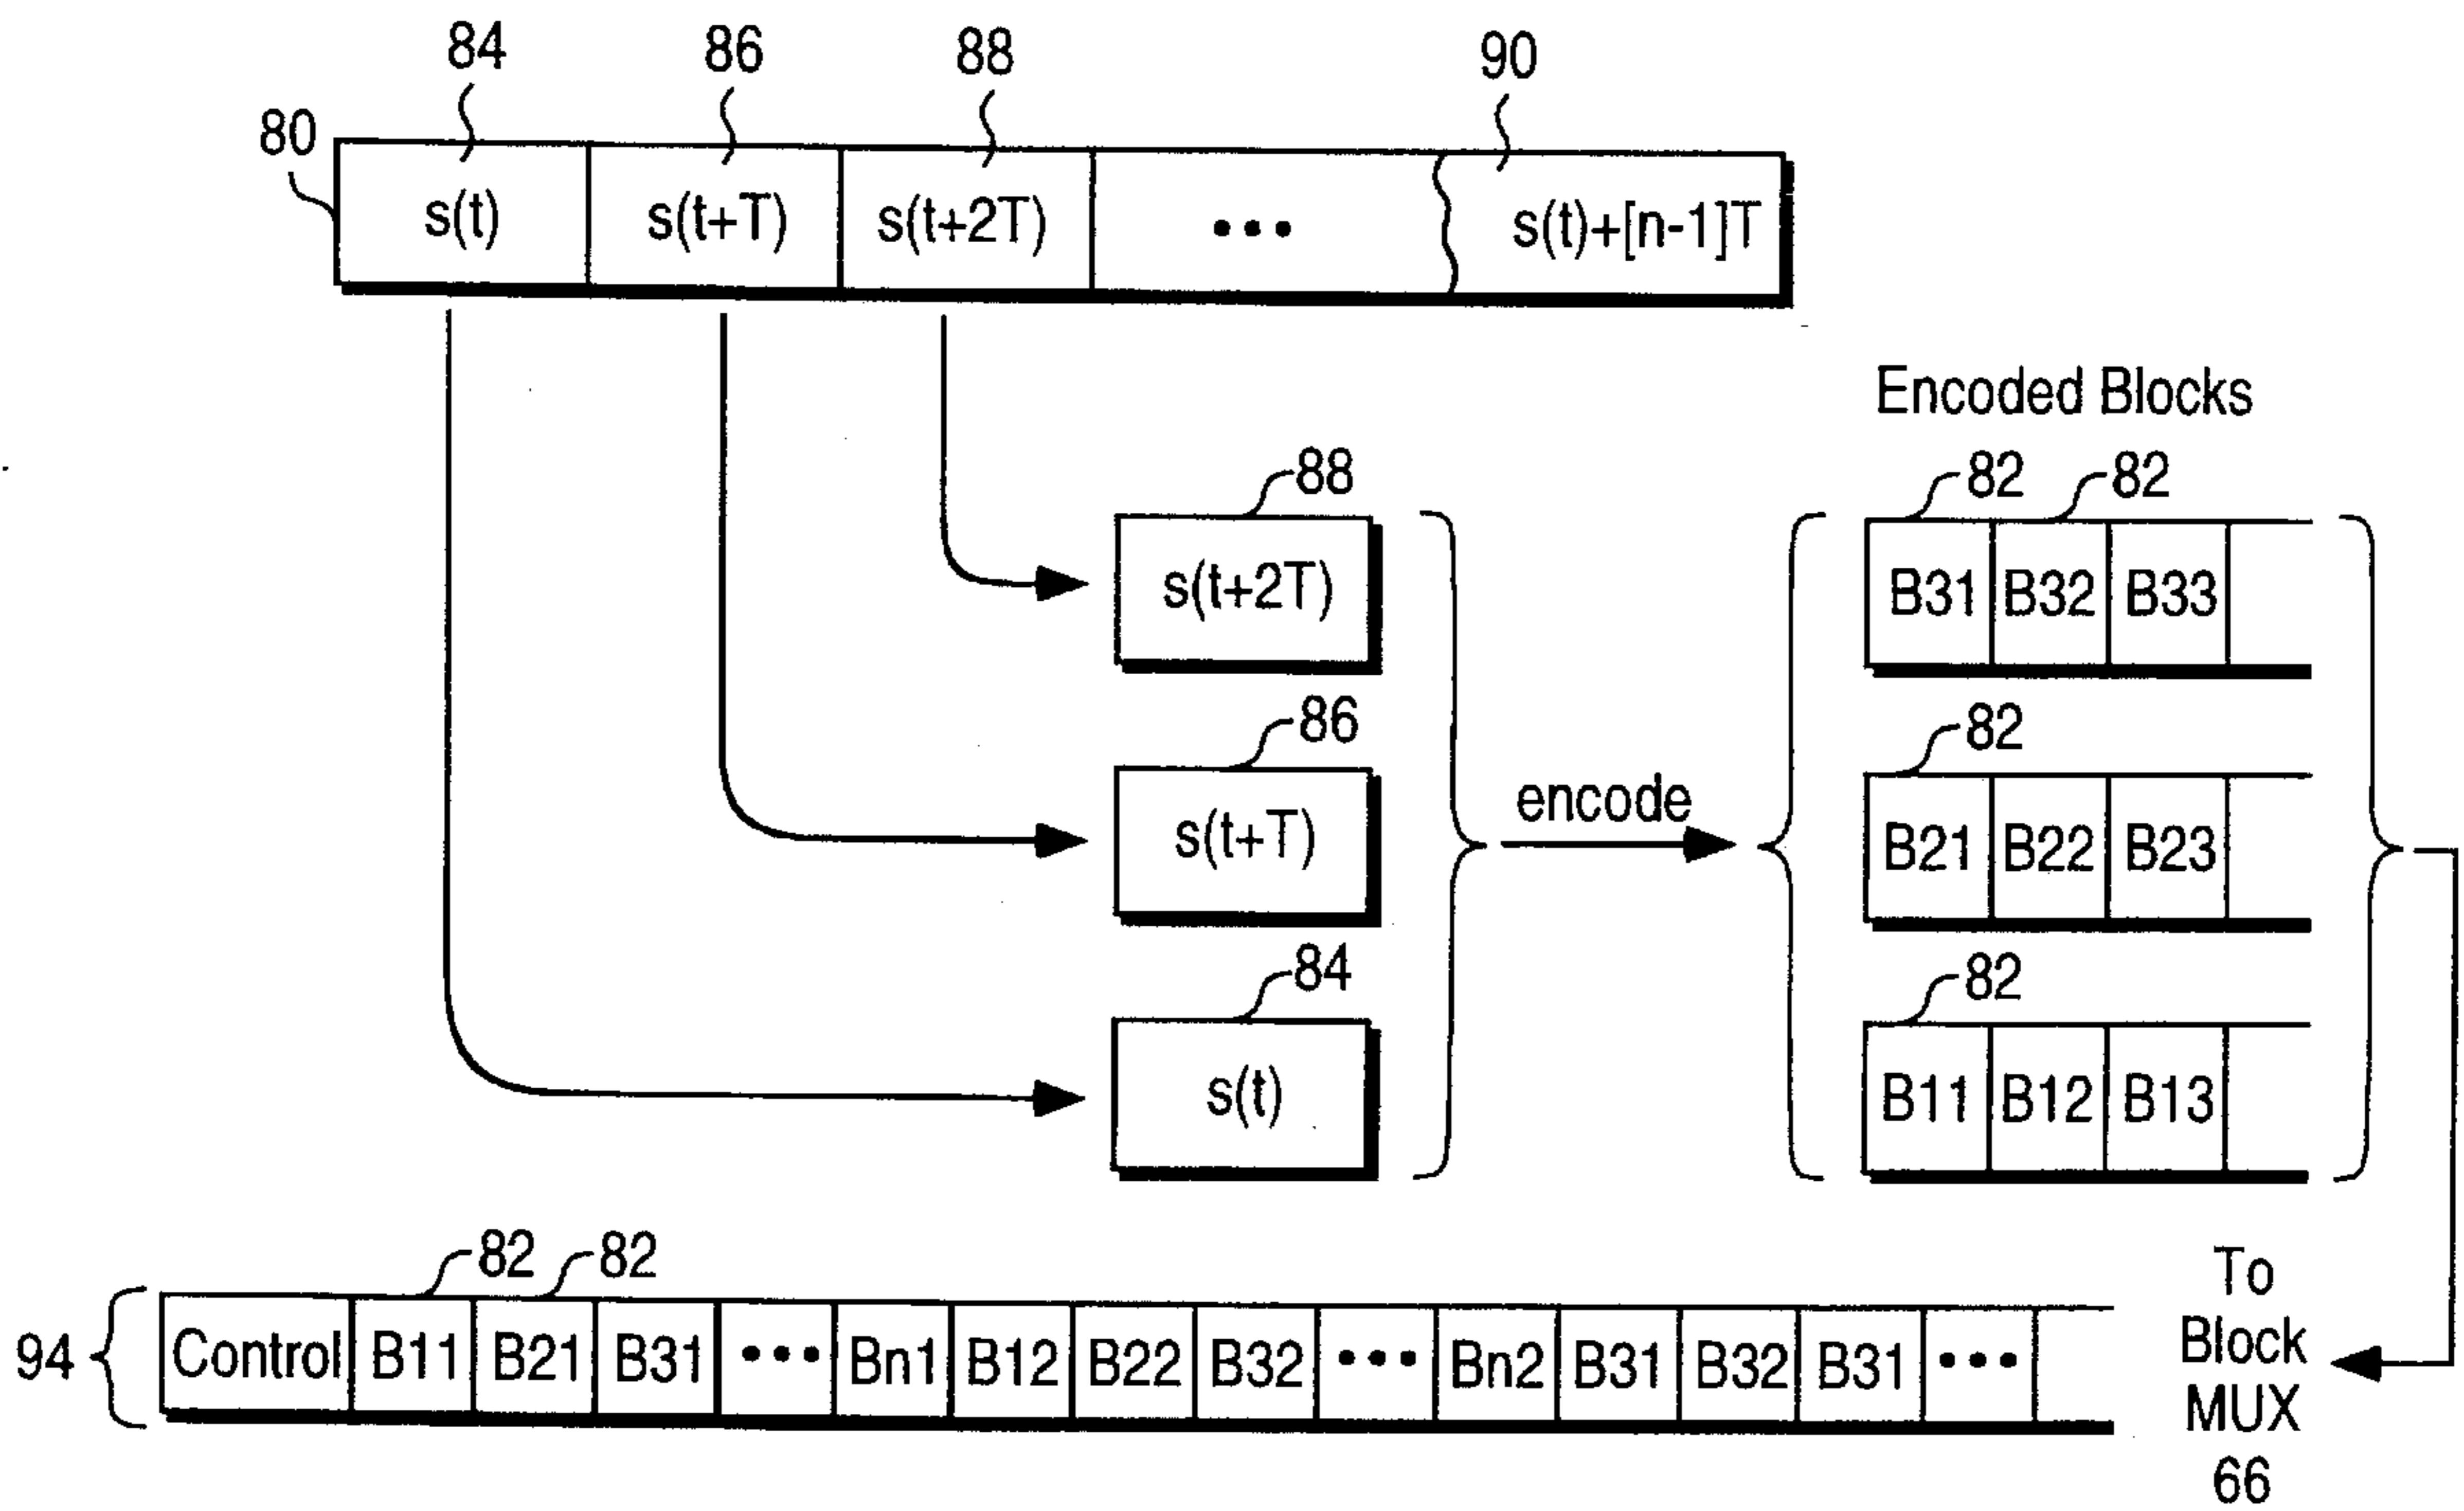 84 86 88 90
80
s(t) s(t+T) s(t+2T) ••• s(t)+[n-1]T
Encoded Blocks
88 82 82
s(t+2T) B31 B32 B33
86 82
encode
s(t+T) B21 B22 B23
84 82
s(t) B11 B12 B13
82 82
94 Control B11 B21 B31 ••• Bn1 B12 B22 B32 ••• Bn2 B31 B32 B31 •••
To
Block
MUX
66